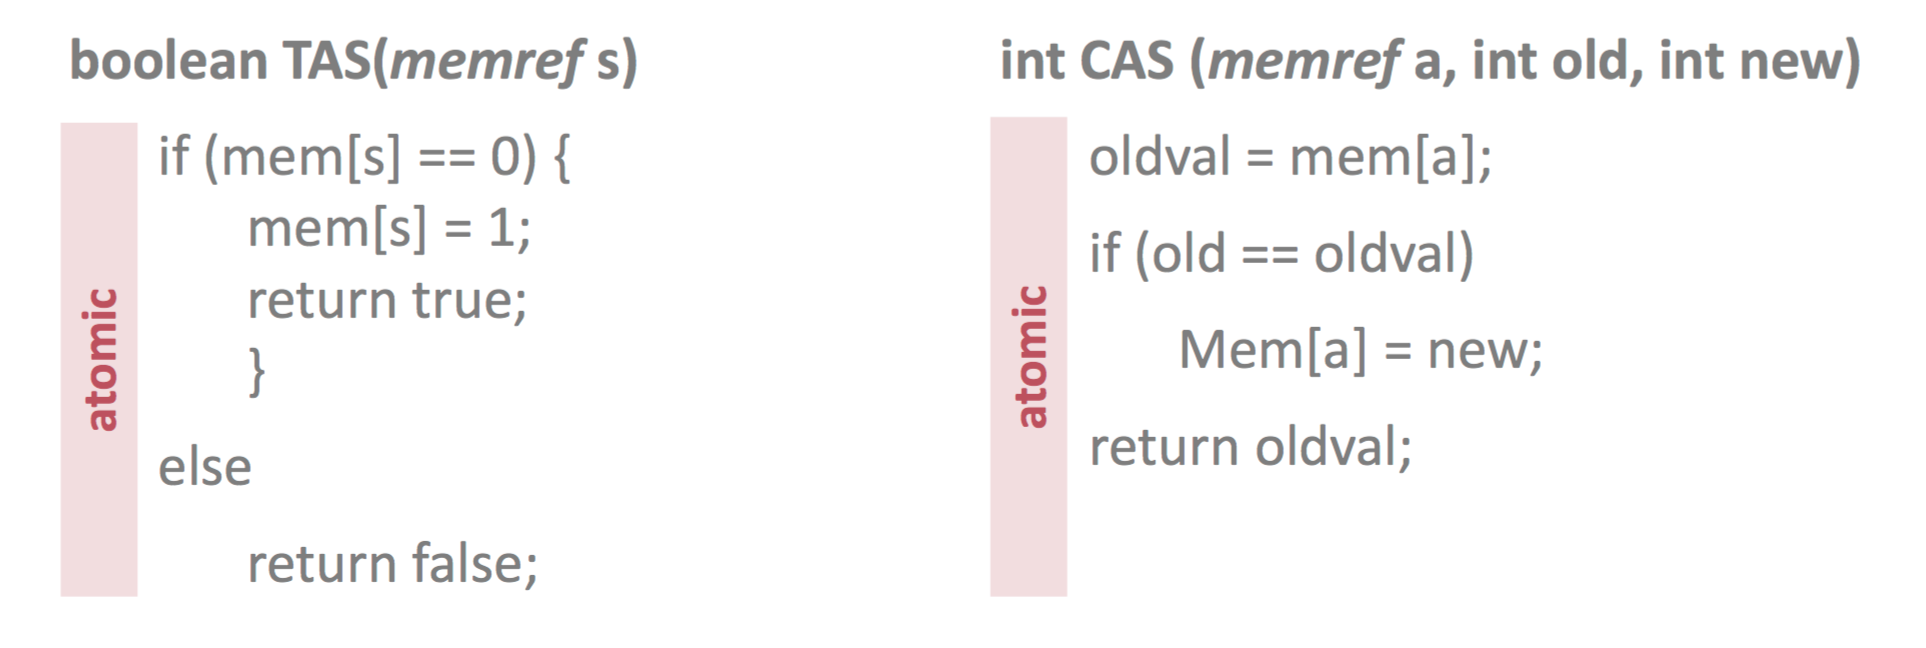 boolean TAS(memref s)
atomic
if (mem[s] == 0) {
mem[s] = 1;
return true;
}
else
return false;
int CAS (memref a, int old, int new)
atomic
oldval = mem[a];
if (old == oldval)
Mem[a] = new;
return oldval;